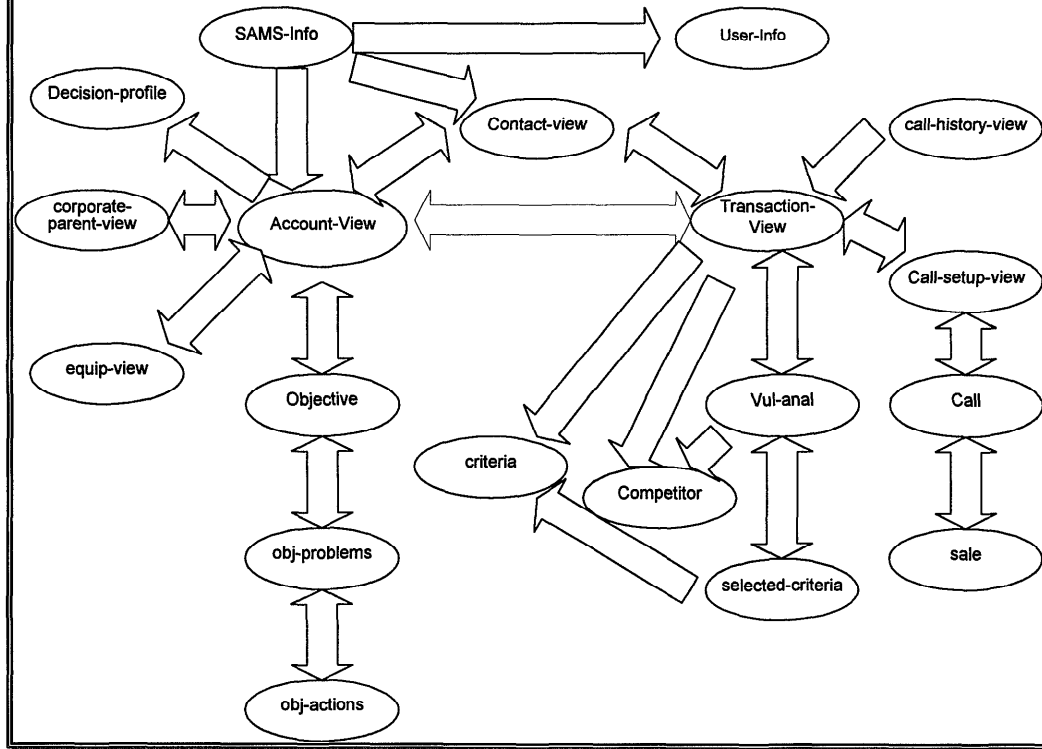 SAMS-Info
User-Info
Decision-profile
Contact-view
call-history-view
corporate-
parent-view
Account-View
Transaction-
View
Call-setup-view
equip-view
Objective
Vul-anal
Call
criteria
Competitor
obj-problems
selected-criteria
sale
obj-actions